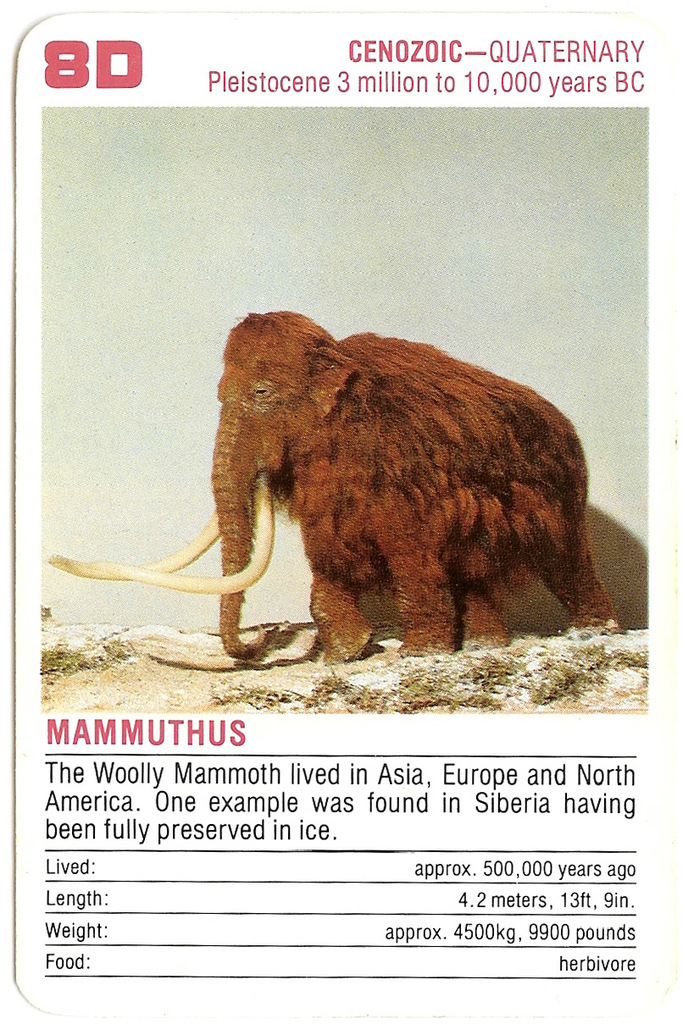 8D
CENOZOIC—QUATERNARY
Pleistocene 3 million to 10,000 years BC
MAMMUTHUS
The Woolly Mammoth lived in Asia, Europe and North
America. One example was found in Siberia having
been fully preserved in ice.
Lived: approx. 500,000 years ago
Length: 4.2 meters, 13ft, 9in.
Weight: approx. 4500kg, 9900 pounds
Food: herbivore